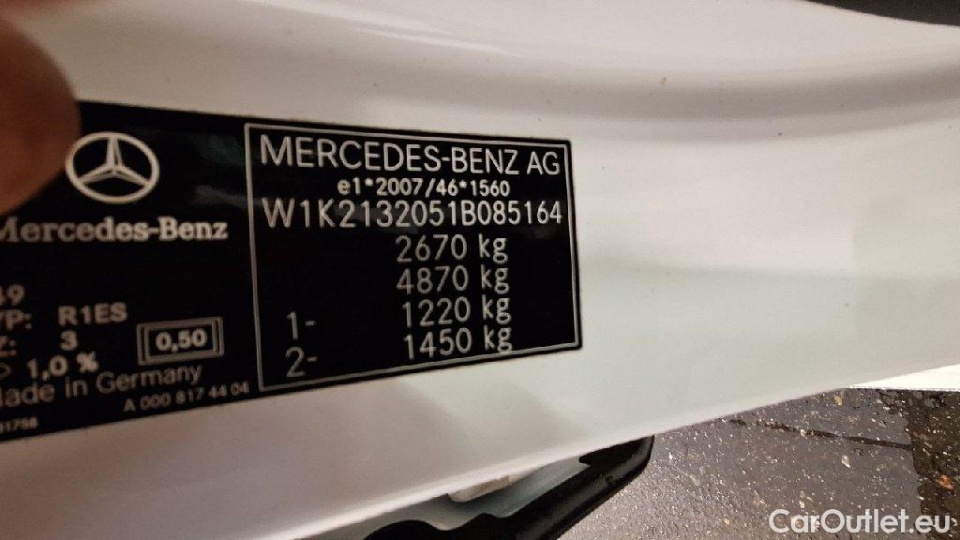 MERCEDES-BENZ AG
e1*2007/46*1560
W1K2132051B085164
2670 kg
4870 kg
1- 1220 kg
2- 1450 kg
Mercedes-Benz
R1ES
3
0,50
1,0 %
Made in Germany
A 000 817 44 04
CarOutlet.eu